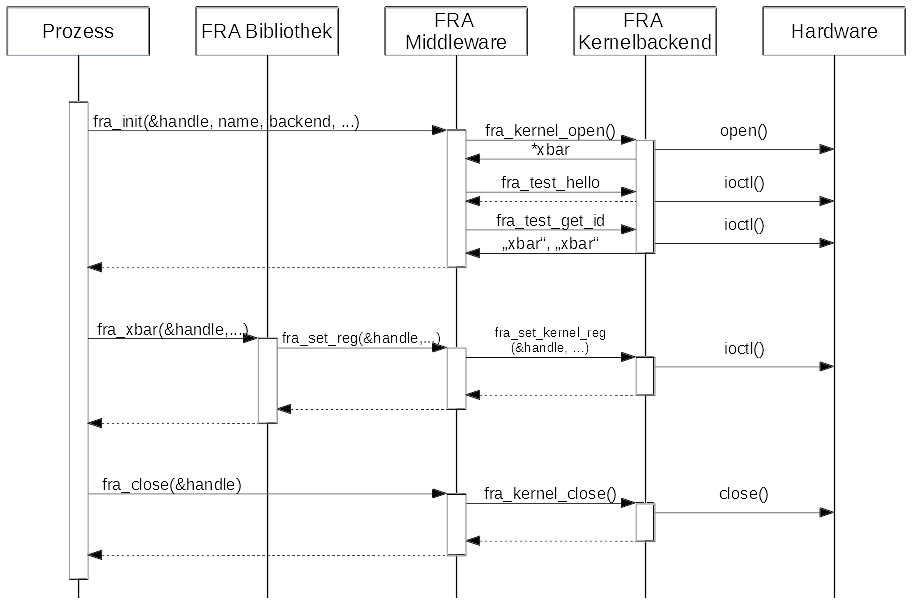 Prozess
FRA Bibliothek
FRA
Middleware
FRA
Kernelbackend
Hardware
fra_init(&handle, name, backend, ...)
fra_kernel_open()
open()
*xbar
fra_test_hello
ioctl()
fra_test_get_id
ioctl()
„xbar“, „xbar“
fra_xbar(&handle,...)
fra_set_reg(&handle,...)
fra_set_kernel_reg
(&handle, ...)
ioctl()
fra_close(&handle)
fra_kernel_close()
close()